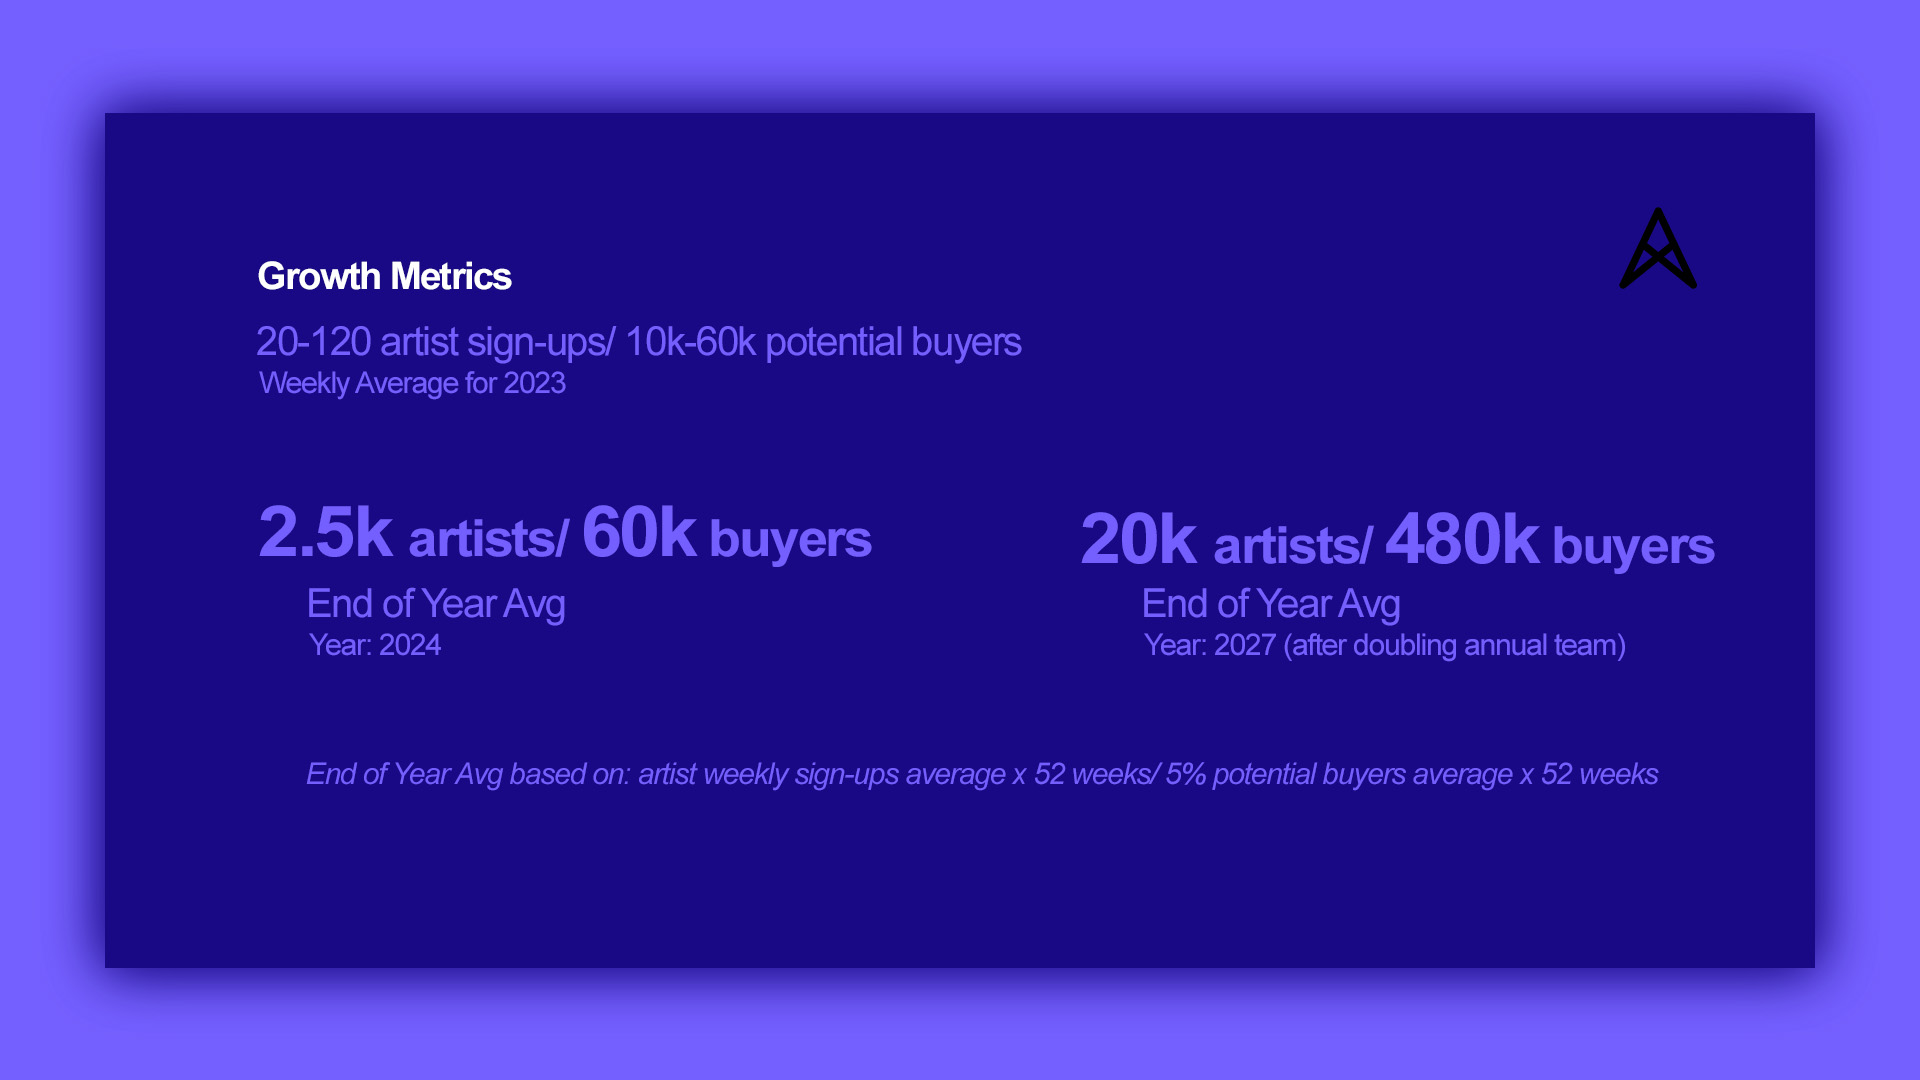 Growth Metrics
20-120 artist sign-ups/ 10k-60k potential buyers
Weekly Average for 2023
2.5k artists/ 60k buyers
End of Year Avg
Year: 2024
20k artists/ 480k buyers
End of Year Avg
Year: 2027 (after doubling annual team)
End of Year Avg based on: artist weekly sign-ups average x 52 weeks/ 5% potential buyers average x 52 weeks